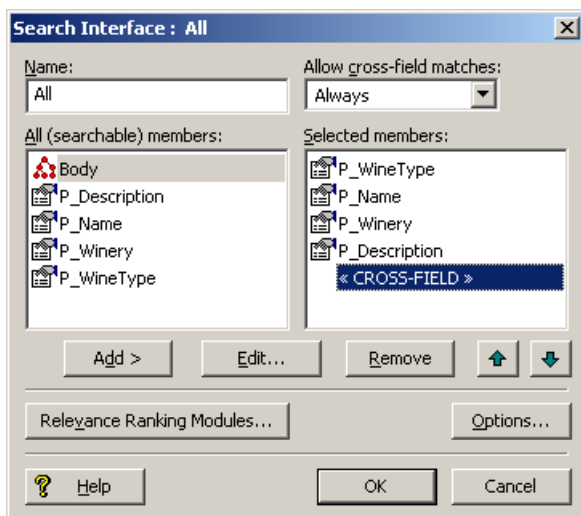 Search Interface : All
Name:
All
Allow cross-field matches:
Always
All (searchable) members:
Body
P_Description
P_Name
P_Winery
P_WineType
Selected members:
P_WineType
P_Name
P_Winery
P_Description
« CROSS-FIELD »
Add >
Edit...
Remove
Relevance Ranking Modules...
Options...
? Help
OK
Cancel